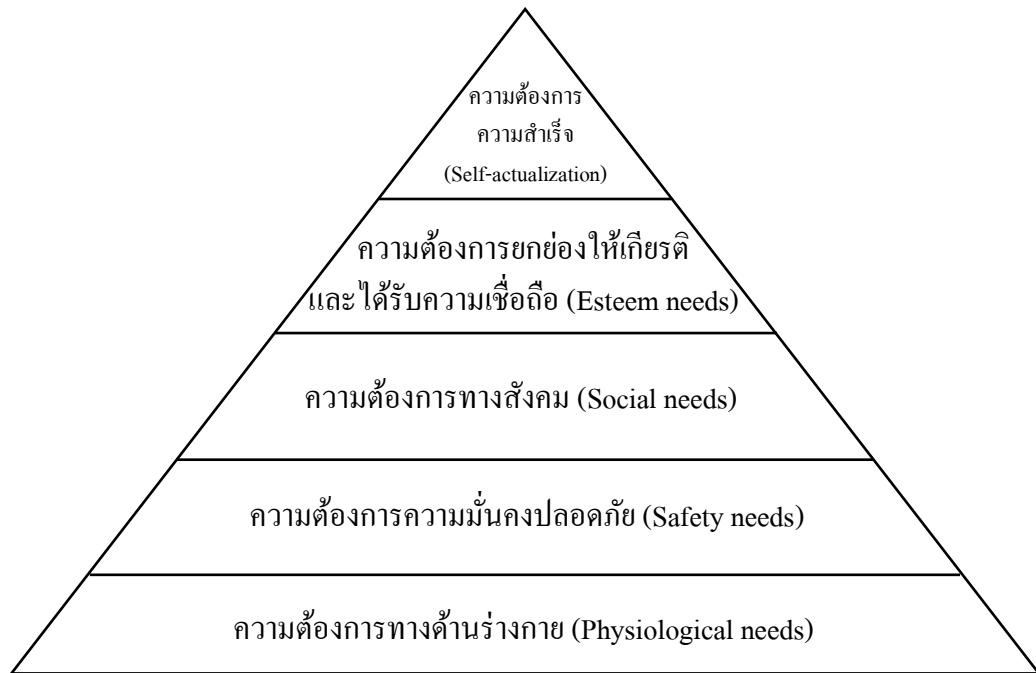 ความต้องการ
ความสำเร็จ
(Self-actualization)
ความต้องการยกย่องให้เกียรติ
และได้รับความเชื่อถือ (Esteem needs)
ความต้องการทางสังคม (Social needs)
ความต้องการความมั่นคงปลอดภัย (Safety needs)
ความต้องการทางด้านร่างกาย (Physiological needs)